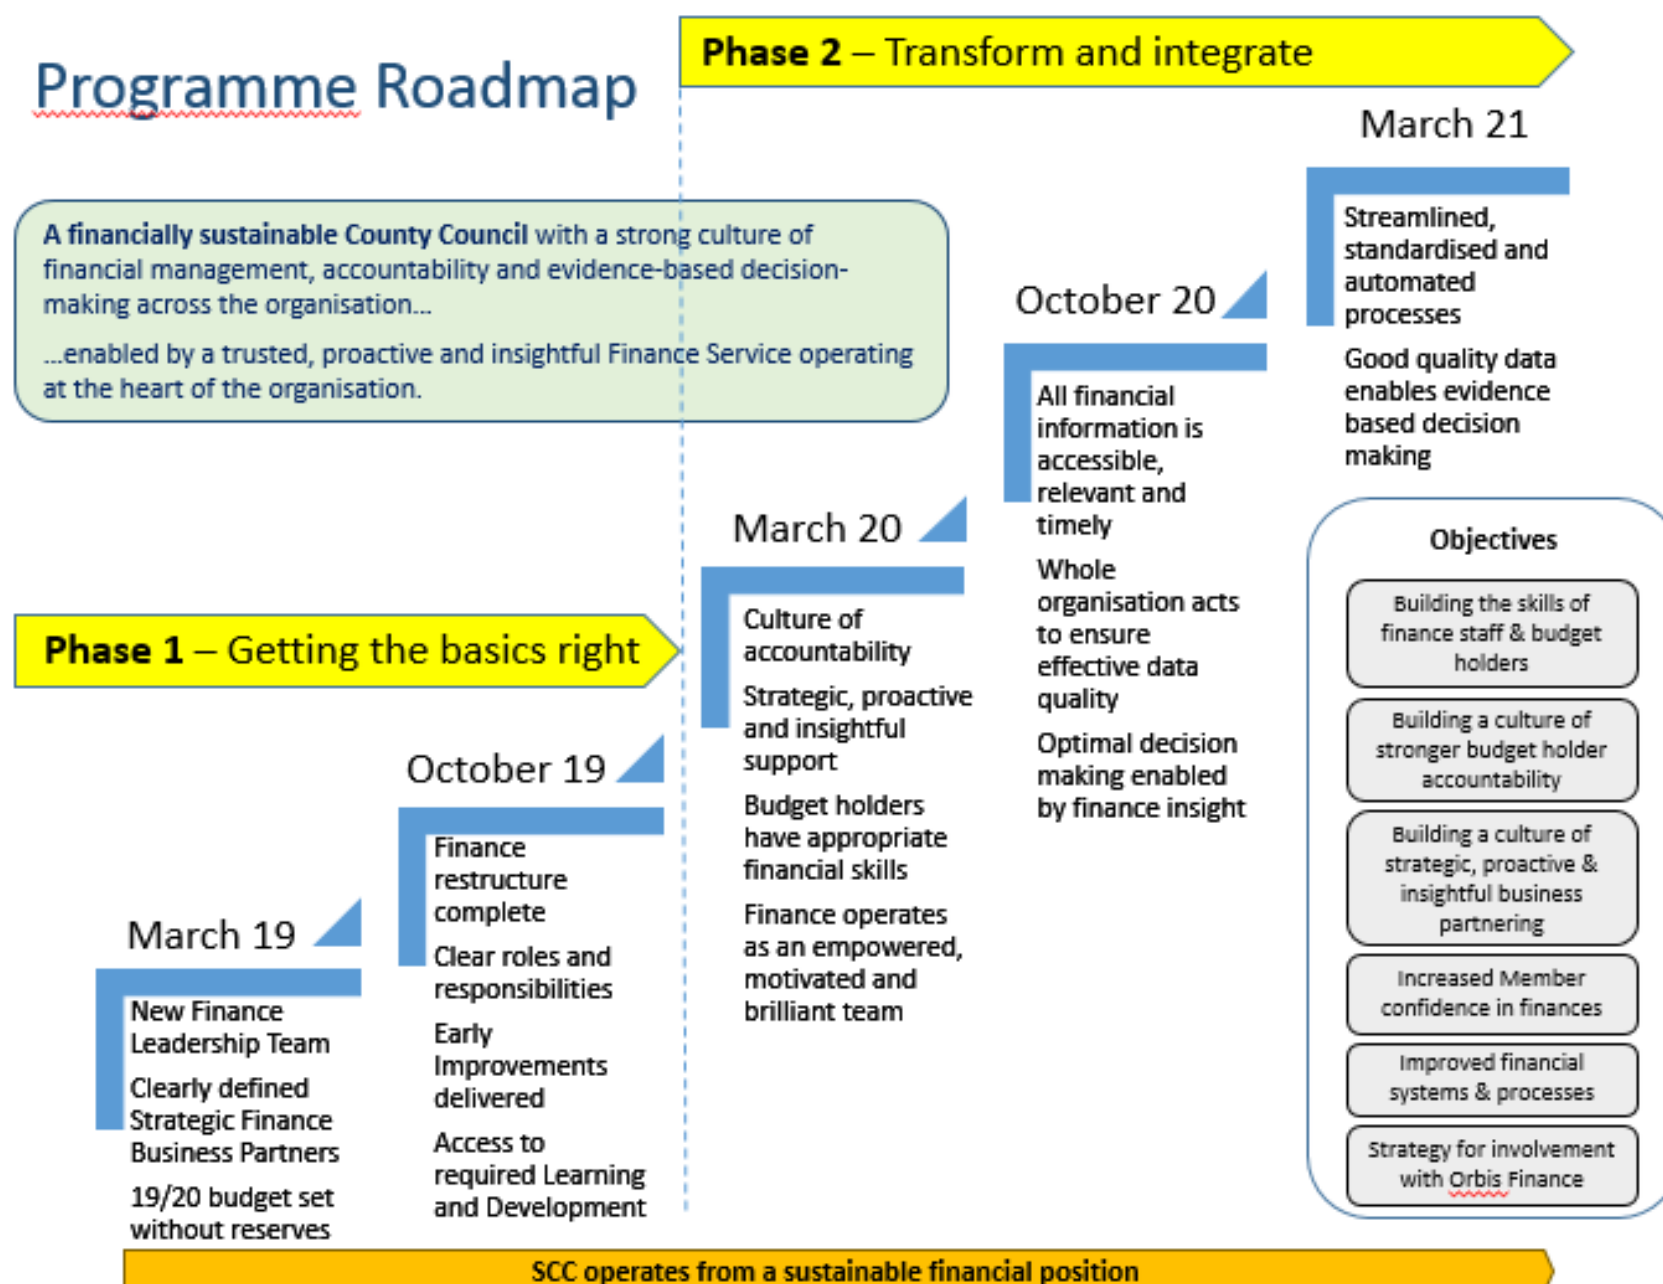 Programme Roadmap
Phase 2 – Transform and integrate
A financially sustainable County Council with a strong culture of
financial management, accountability and evidence-based decision-
making across the organisation...
...enabled by a trusted, proactive and insightful Finance Service operating
at the heart of the organisation.
Phase 1 – Getting the basics right
March 19
New Finance
Leadership Team
Clearly defined
Strategic Finance
Business Partners
19/20 budget set
without reserves
October 19
Finance
restructure
complete
Clear roles and
responsibilities
Early
Improvements
delivered
Access to
required Learning
and Development
March 20
Culture of
accountability
Strategic, proactive
and insightful
support
Budget holders
have appropriate
financial skills
Finance operates
as an empowered,
motivated and
brilliant team
October 20
All financial
information is
accessible,
relevant and
timely
Whole
organisation acts
to ensure
effective data
quality
Optimal decision
making enabled
by finance insight
March 21
Streamlined,
standardised and
automated
processes
Good quality data
enables evidence
based decision
making
Objectives
Building the skills of
finance staff & budget
holders
Building a culture of
stronger budget holder
accountability
Building a culture of
strategic, proactive &
insightful business
partnering
Increased Member
confidence in finances
Improved financial
systems & processes
Strategy for involvement
with Orbis Finance
SCC operates from a sustainable financial position